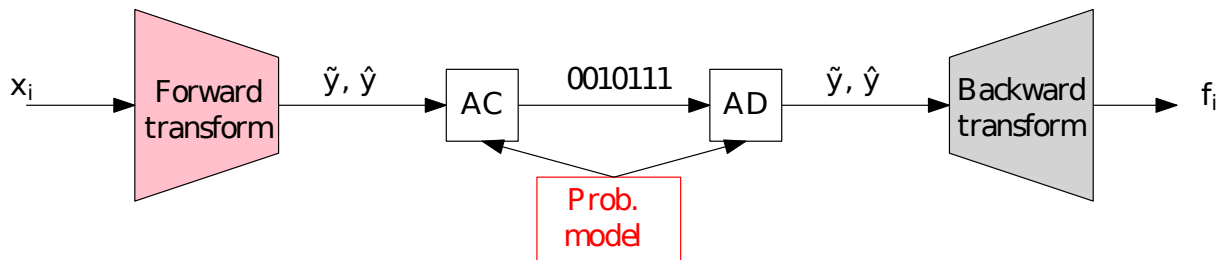 x_i
Forward
transform
ỹ, ŷ
AC
0010111
AD
ỹ, ŷ
Backward
transform
f_i
Prob.
model